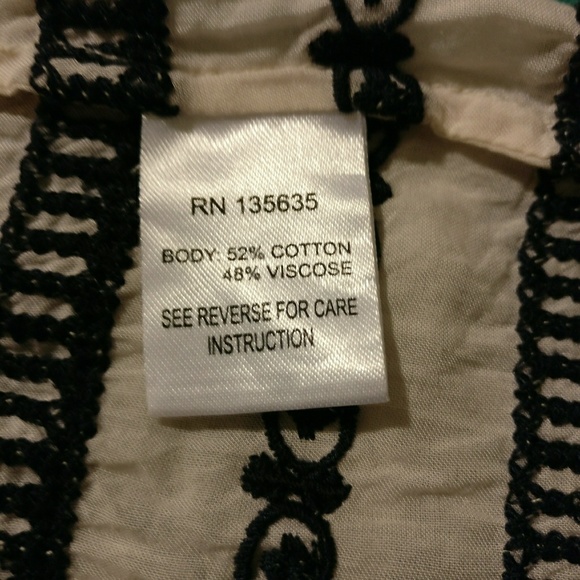 RN 135635
BODY: 52% COTTON
48% VISCOSE
SEE REVERSE FOR CARE
INSTRUCTION